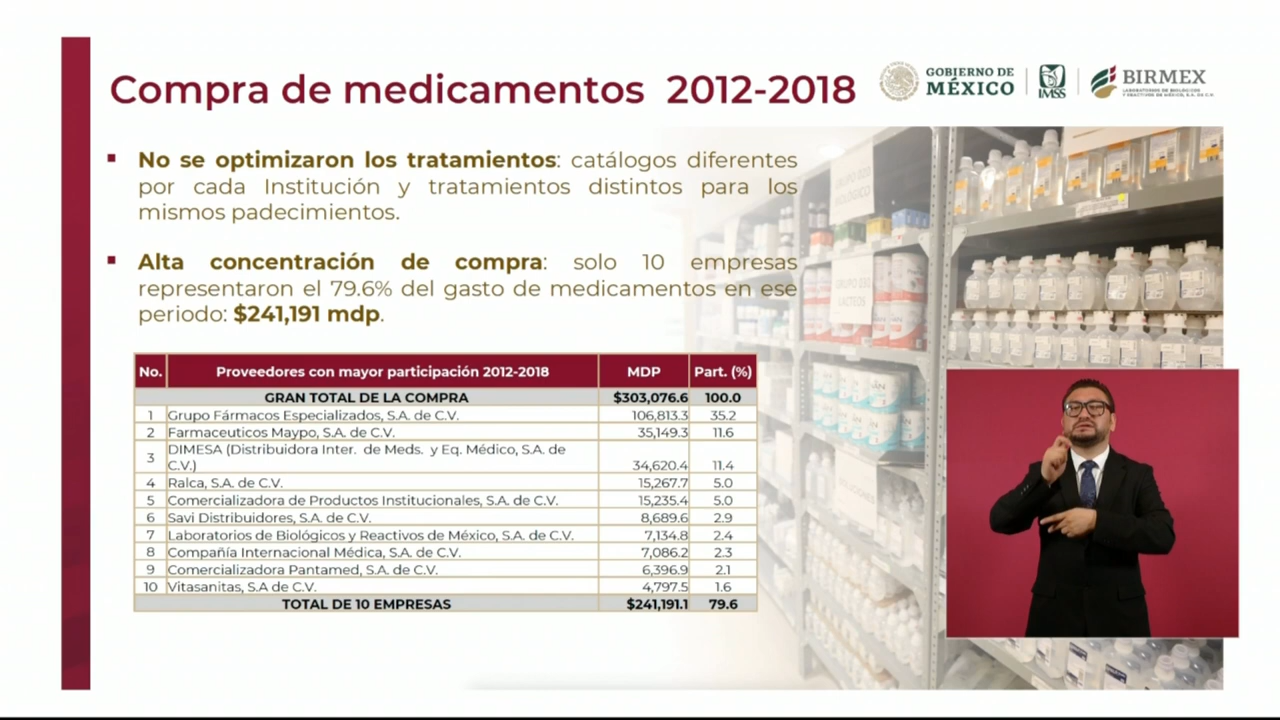 Compra de medicamentos 2012-2018
GOBIERNO DE
MÉXICO
IMSS
BIRMEX
LABORATORIOS DE BIOLÓGICOS
Y REACTIVOS DE MÉXICO, S.A. DE C.V.
No se optimizaron los tratamientos: catálogos diferentes
por cada Institución y tratamientos distintos para los
mismos padecimientos.
Alta concentración de compra: solo 10 empresas
representaron el 79.6% del gasto de medicamentos en ese
periodo: $241,191 mdp.
No. Proveedores con mayor participación 2012-2018 MDP Part. (%)
GRAN TOTAL DE LA COMPRA $303,076.6 100.0
1 Grupo Fármacos Especializados, S.A. de C.V. 106,813.3 35.2
2 Farmaceuticos Maypo, S.A. de C.V. 35,149.3 11.6
3 DIMESA (Distribuidora Inter. de Meds. y Eq. Médico, S.A. de
C.V.) 34,620.4 11.4
4 Ralca, S.A. de C.V. 15,267.7 5.0
5 Comercializadora de Productos Institucionales, S.A. de C.V. 15,235.4 5.0
6 Savi Distribuidores, S.A. de C.V. 8,689.6 2.9
7 Laboratorios de Biológicos y Reactivos de México, S.A. de C.V. 7,134.8 2.4
8 Compañía Internacional Médica, S.A. de C.V. 7,086.2 2.3
9 Comercializadora Pantamed, S.A. de C.V. 6,396.9 2.1
10 Vitasanitas, S.A de C.V. 4,797.5 1.6
TOTAL DE 10 EMPRESAS $241,191.1 79.6